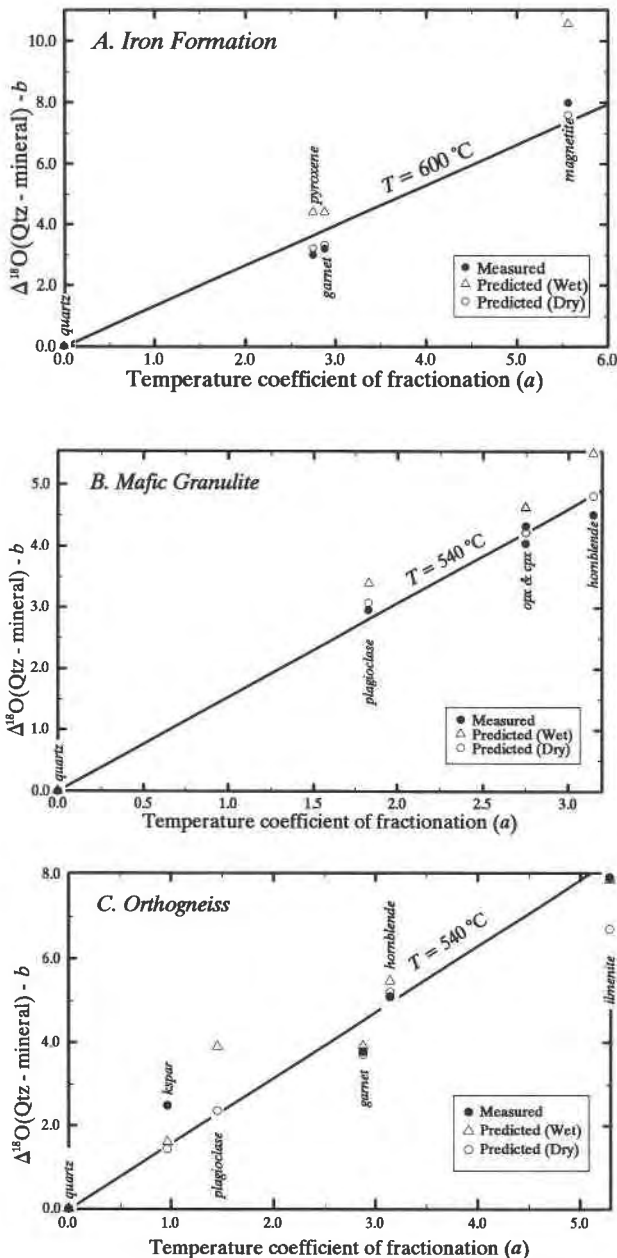 A. Iron Formation
10.0
8.0
6.0
4.0
2.0
0.0
Δ¹⁸O(Qtz - mineral) - b
quartz
pyroxene
garnet
magnetite
T = 600 °C
Measured
Predicted (Wet)
Predicted (Dry)
0.0 1.0 2.0 3.0 4.0 5.0 6.0
Temperature coefficient of fractionation (a)
B. Mafic Granulite
5.0
4.0
3.0
2.0
1.0
0.0
Δ¹⁸O(Qtz - mineral) - b
quartz
plagioclase
opx & cpx
hornblende
T = 540 °C
Measured
Predicted (Wet)
Predicted (Dry)
0.0 0.5 1.0 1.5 2.0 2.5 3.0
Temperature coefficient of fractionation (a)
C. Orthogneiss
8.0
6.0
4.0
2.0
0.0
Δ¹⁸O(Qtz - mineral) - b
quartz
kspar
plagioclase
garnet
hornblende
ilmenite
T = 540 °C
Measured
Predicted (Wet)
Predicted (Dry)
0.0 1.0 2.0 3.0 4.0 5.0
Temperature coefficient of fractionation (a)